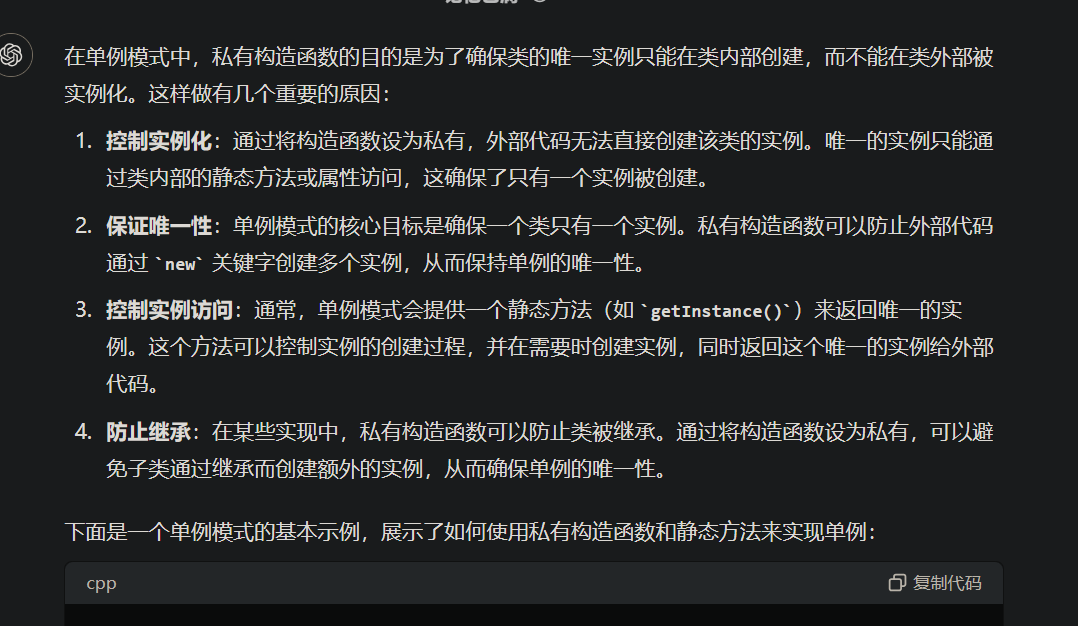 在单例模式中，私有构造函数的目的是为了确保类的唯一实例只能在类内部创建，而不能在类外部被
实例化。这样做有几个重要的原因：
1. 控制实例化：通过将构造函数设为私有，外部代码无法直接创建该类的实例。唯一的实例只能通
过类内部的静态方法或属性访问，这确保了只有一个实例被创建。
2. 保证唯一性：单例模式的核心目标是确保一个类只有一个实例。私有构造函数可以防止外部代码
通过 `new` 关键字创建多个实例，从而保持单例的唯一性。
3. 控制实例访问：通常，单例模式会提供一个静态方法（如 `getInstance()`）来返回唯一的实
例。这个方法可以控制实例的创建过程，并在需要时创建实例，同时返回这个唯一的实例给外部
代码。
4. 防止继承：在某些实现中，私有构造函数可以防止类被继承。通过将构造函数设为私有，可以避
免子类通过继承而创建额外的实例，从而确保单例的唯一性。
下面是一个单例模式的基本示例，展示了如何使用私有构造函数和静态方法来实现单例：
cpp
复制代码